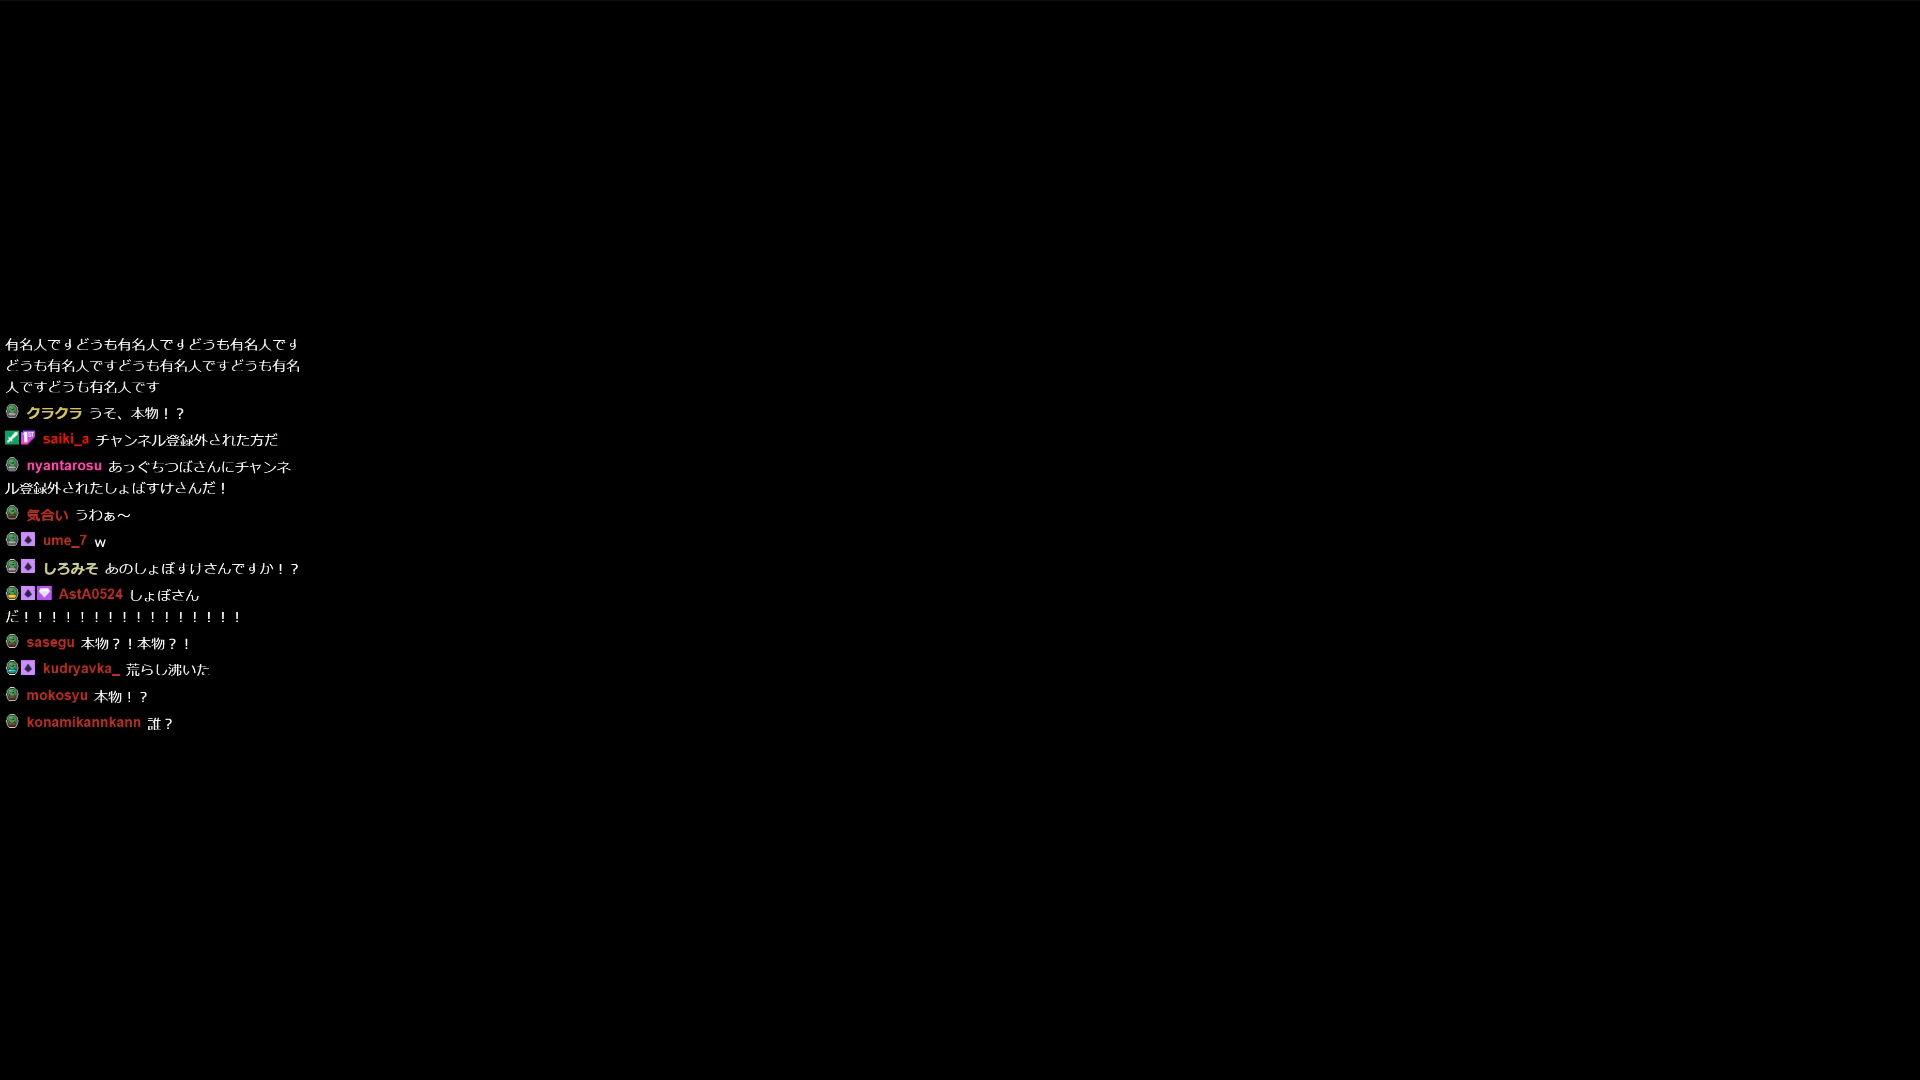 有名人ですどうも有名人ですどうも有名人です
どうも有名人ですどうも有名人ですどうも有名
人ですどうも有名人です
クラクラ うそ、本物！？
saiki_a チャンネル登録外された方だ
nyantarosu あっぐちつばさんにチャンネ
ル登録外されたしょばすけさんだ！
気合い うわぁ～
ume_7 w
しろみそ あのしょぼすけさんですか！？
AstA0524 しょぼさん
だ！！！！！！！！！！！！！！！！
sasegu 本物？！本物？！
kudryavka_ 荒らし沸いた
mokosyu 本物！？
konamikannkann 誰？